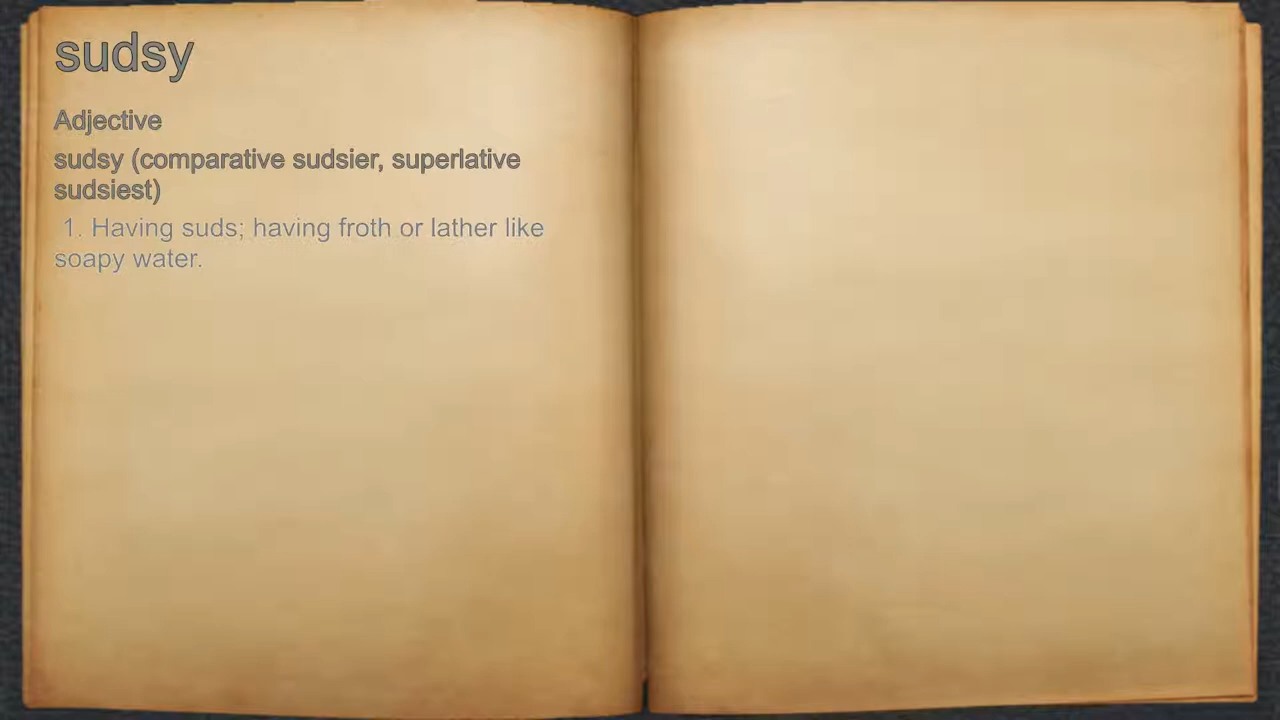 sudsy
Adjective
sudsy (comparative sudsier, superlative
sudsiest)
1. Having suds; having froth or lather like
soapy water.